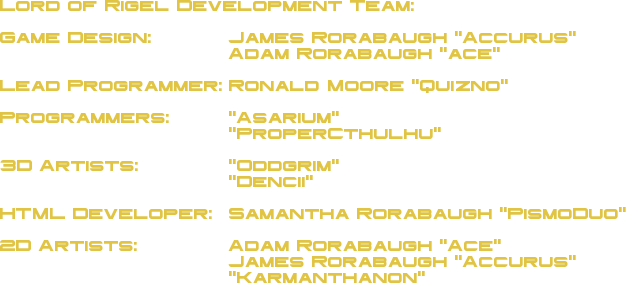 Lord of Rigel Development Team:
Game Design: James Rorabaugh "Accurus"
Adam Rorabaugh "ace"
Lead Programmer: Ronald Moore "Quizno"
Programmers: "Asarium"
"ProperCthulhu"
3D Artists: "Oddgrim"
"Dencii"
HTML Developer: Samantha Rorabaugh "PismoDuo"
2D Artists: Adam Rorabaugh "Ace"
James Rorabaugh "Accurus"
"Karmanthanon"